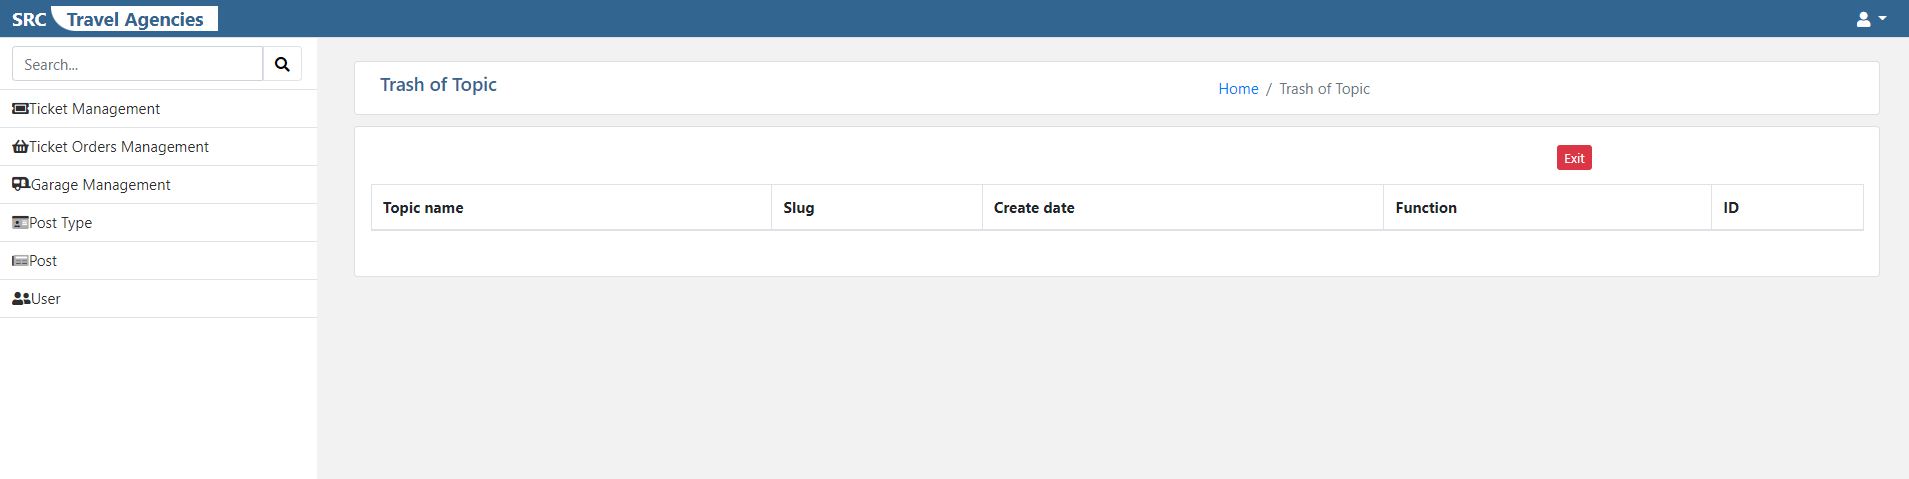 SRC Travel Agencies
Search...
Ticket Management
Ticket Orders Management
Garage Management
Post Type
Post
User
Trash of Topic
Home / Trash of Topic
Exit
Topic name Slug Create date Function ID